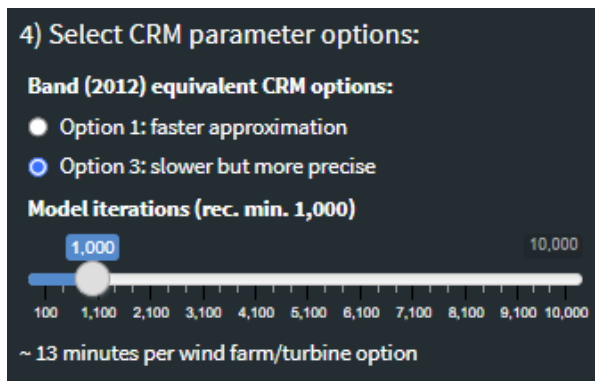 4) Select CRM parameter options:
Band (2012) equivalent CRM options:
Option 1: faster approximation
Option 3: slower but more precise
Model iterations (rec. min. 1,000)
1,000 10,000
100 1,100 2,100 3,100 4,100 5,100 6,100 7,100 8,100 9,100 10,000
~ 13 minutes per wind farm/turbine option